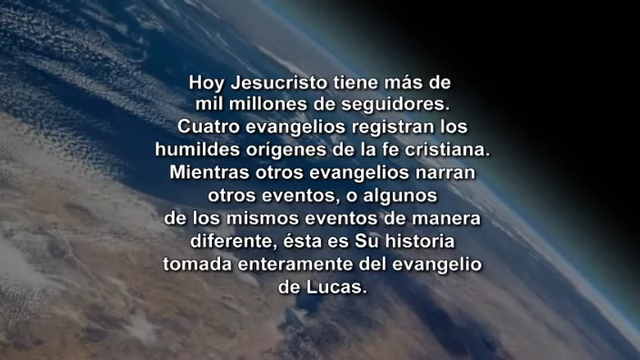 Hoy Jesucristo tiene más de
mil millones de seguidores.
Cuatro evangelios registran los
humildes orígenes de la fe cristiana.
Mientras otros evangelios narran
otros eventos, o algunos
de los mismos eventos de manera
diferente, ésta es Su historia
tomada enteramente del evangelio
de Lucas.